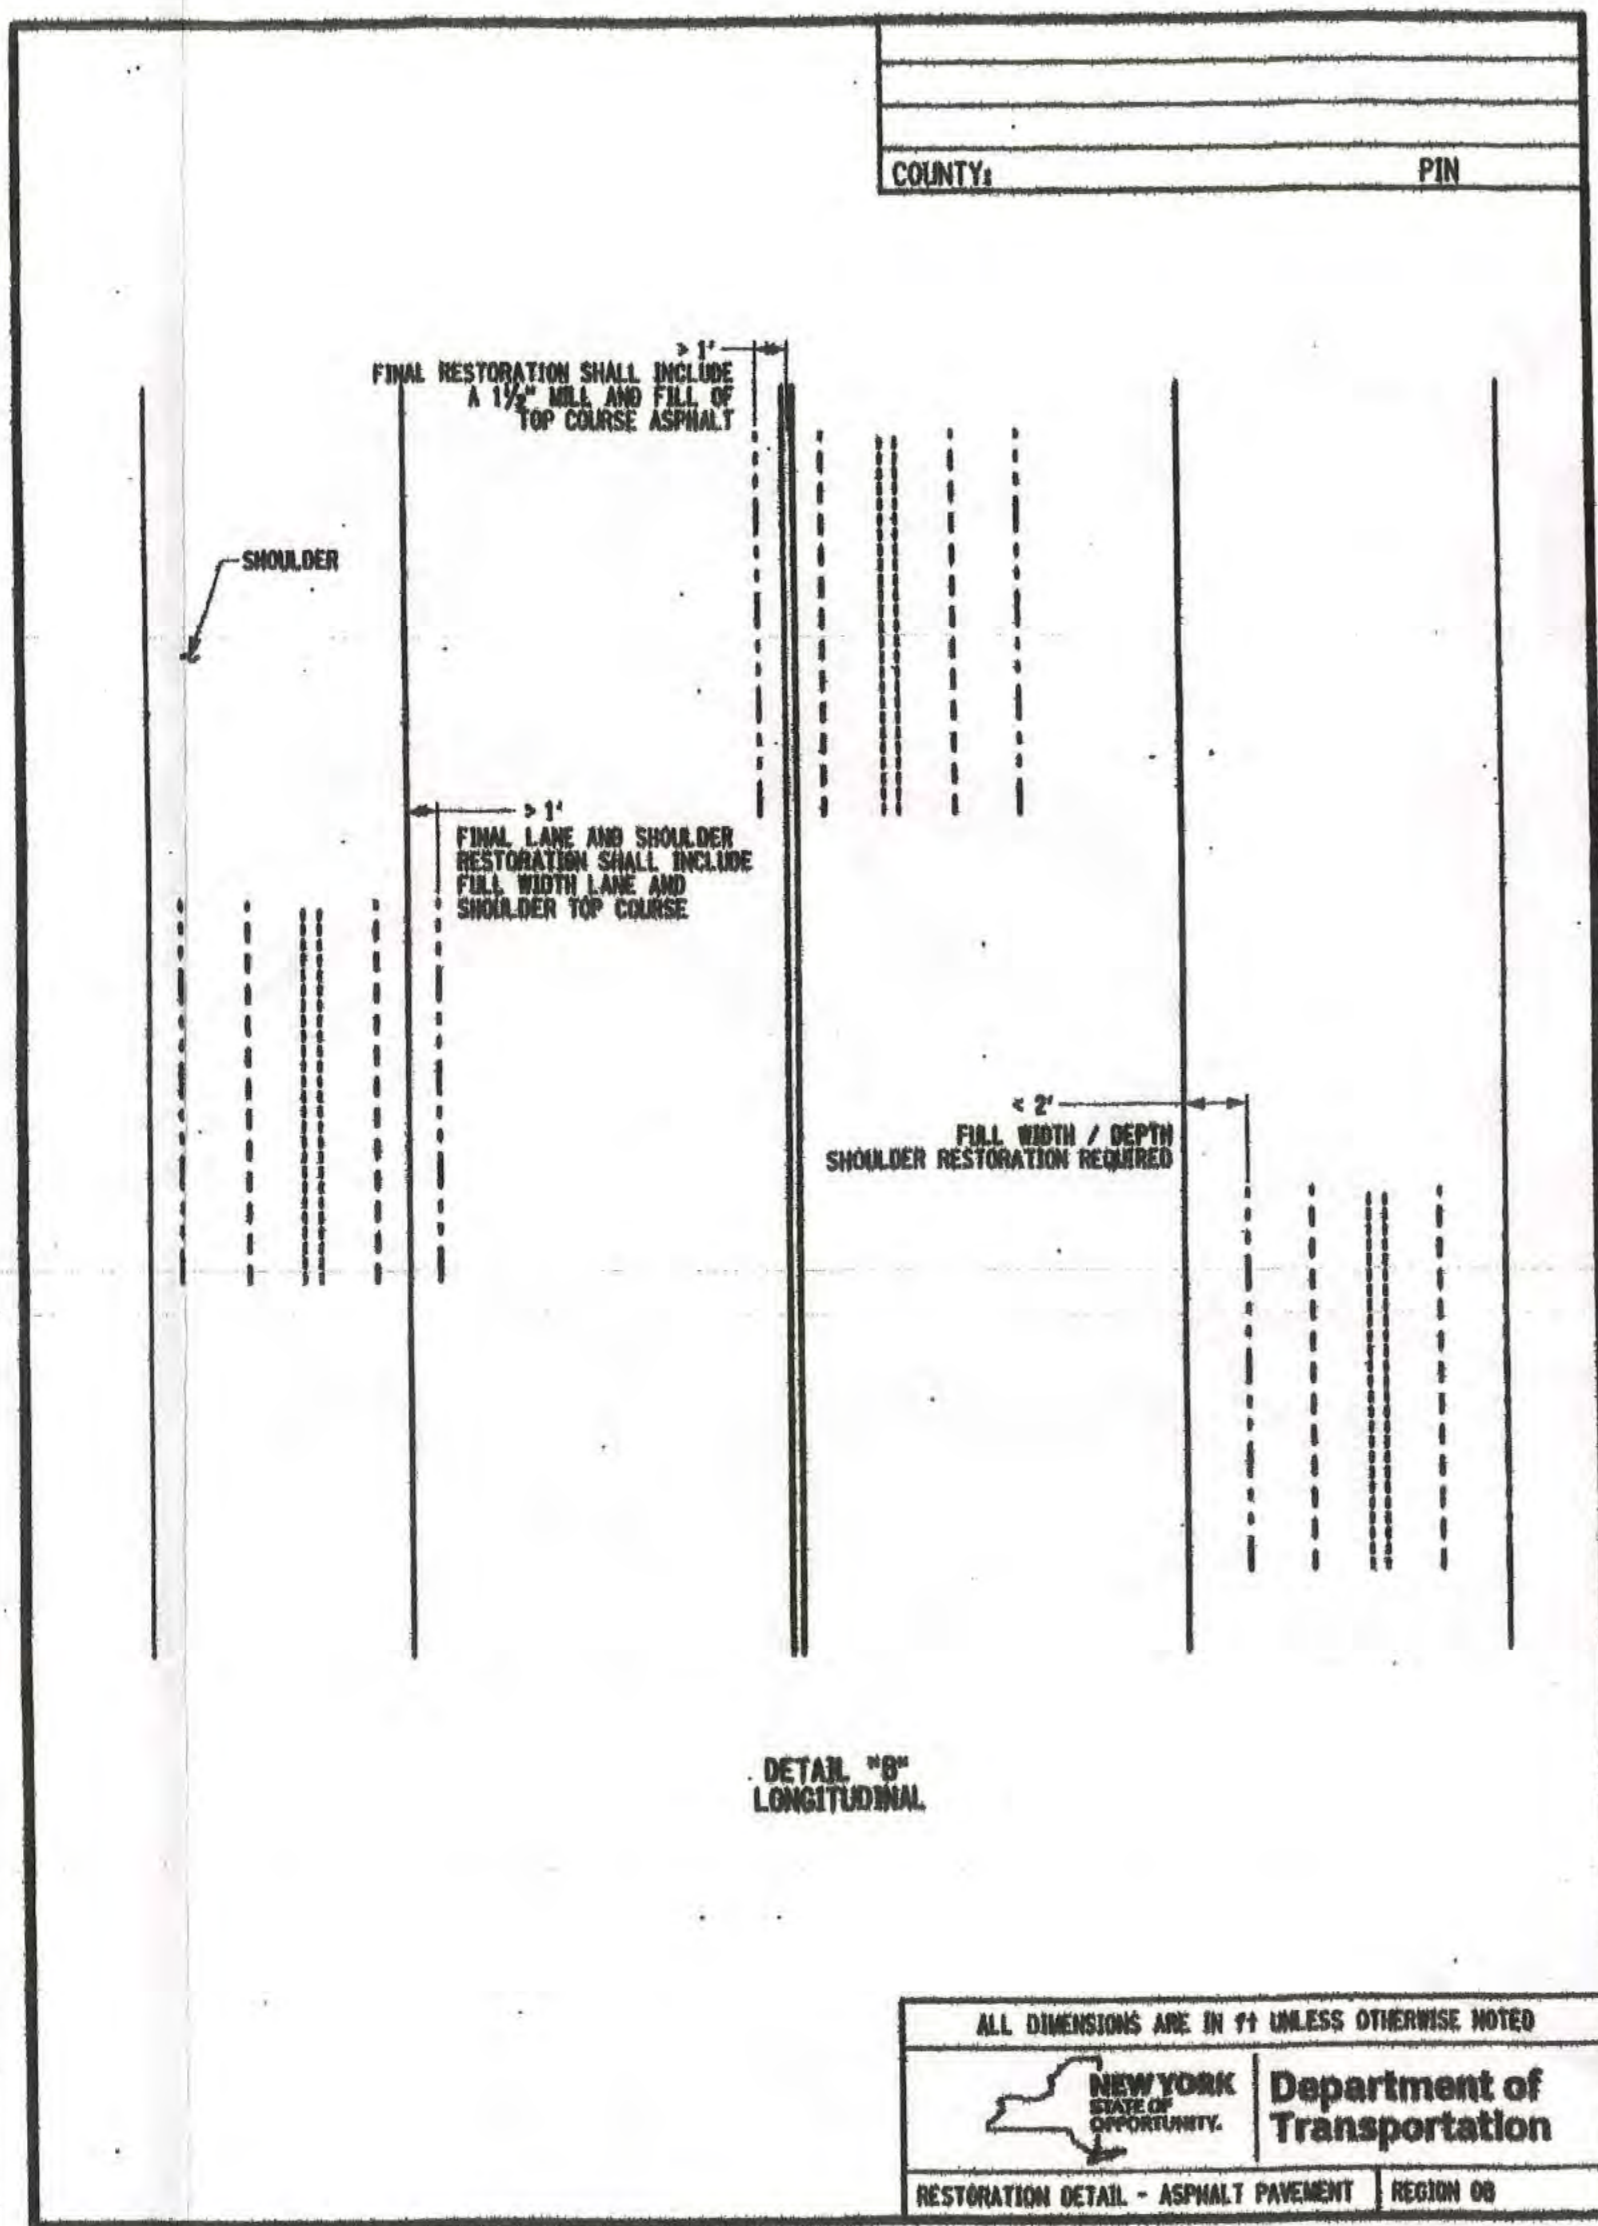 COUNTY: PIN
> 1'
FINAL RESTORATION SHALL INCLUDE
A 1½" MILL AND FILL OF
TOP COURSE ASPHALT
SHOULDER
> 1'
FINAL LANE AND SHOULDER
RESTORATION SHALL INCLUDE
FULL WIDTH LANE AND
SHOULDER TOP COURSE
< 2'
FULL WIDTH / DEPTH
SHOULDER RESTORATION REQUIRED
DETAIL "B"
LONGITUDINAL
ALL DIMENSIONS ARE IN ft UNLESS OTHERWISE NOTED
NEW YORK
STATE OF
OPPORTUNITY.
Department of
Transportation
RESTORATION DETAIL - ASPHALT PAVEMENT REGION 08